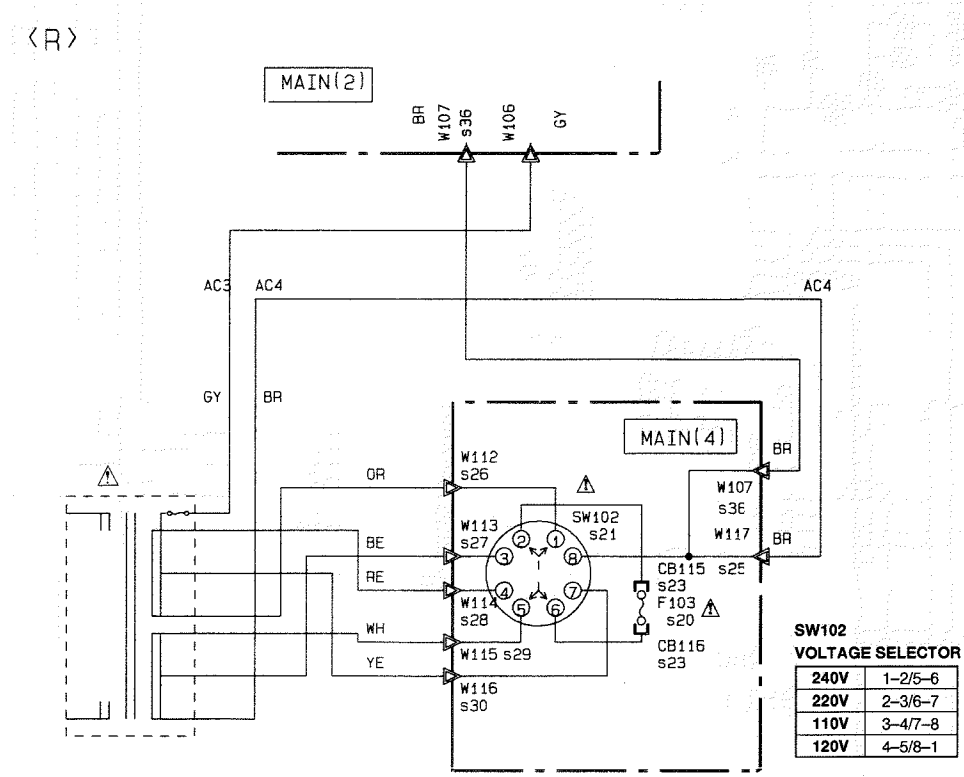 <R>
MAIN(2)
BR
W107
s36
W106
GY
AC3
AC4
AC4
GY
BR
MAIN(4)
BR
W107
s36
W112
s26
OR
SW102
s21
W113
s27
BE
2
1
3
8
W117
BR
s25
CB115
s23
RE
4
7
W114
s28
5
6
F103
s20
WH
W115 s29
CB116
s23
YE
W116
s30
SW102
VOLTAGE SELECTOR
240V 1–2/5–6
220V 2–3/6–7
110V 3–4/7–8
120V 4–5/8–1